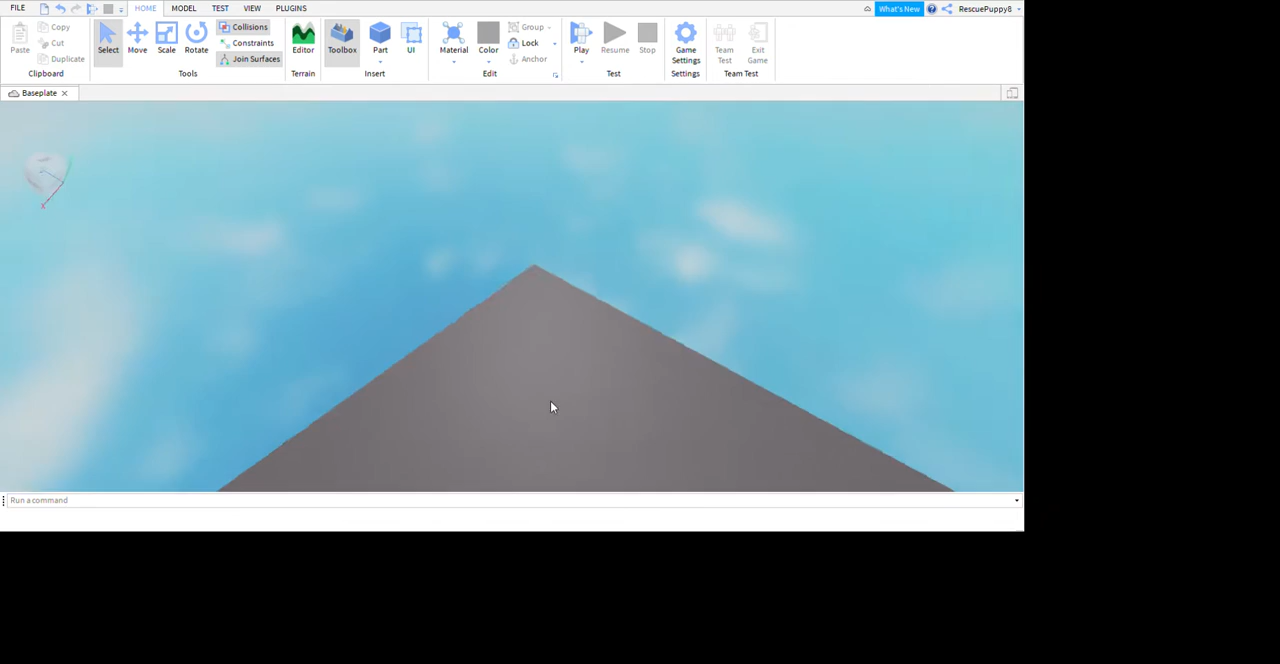 FILE HOME MODEL TEST VIEW PLUGINS What's New RescuePuppy8
Paste
Copy
Cut
Duplicate
Clipboard
Select Move Scale Rotate
Collisions
Constraints
Join Surfaces
Tools
Editor
Terrain
Toolbox Part UI
Insert
Material Color
Group
Lock
Anchor
Edit
Play Resume Stop
Test
Game
Settings
Settings
Team
Test
Exit
Game
Team Test
Baseplate
X
Run a command